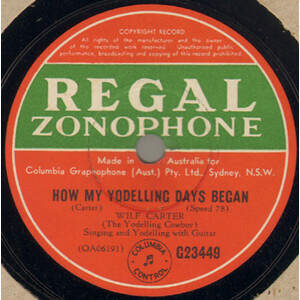 COPYRIGHT RECORD
All rights of the manufacturer and of the owner
of the recorded work reserved. Unauthorised public
performance, broadcasting and copying of this record prohibited.
REGAL
ZONOPHONE
Made in Australia for
Columbia Graphophone (Aust.) Pty. Ltd., Sydney, N.S.W.
HOW MY YODELLING DAYS BEGAN
(Carter) (Speed 78)
WILF CARTER
(The Yodelling Cowboy)
Singing and Yodelling with Guitar
(OA06191)
COLUMBIA
CONTROL
G23449